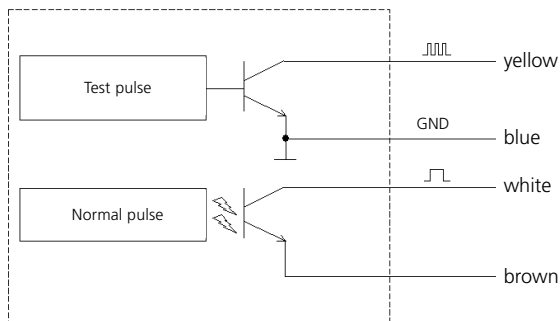 yellow
Test pulse
GND
blue
white
Normal pulse
brown